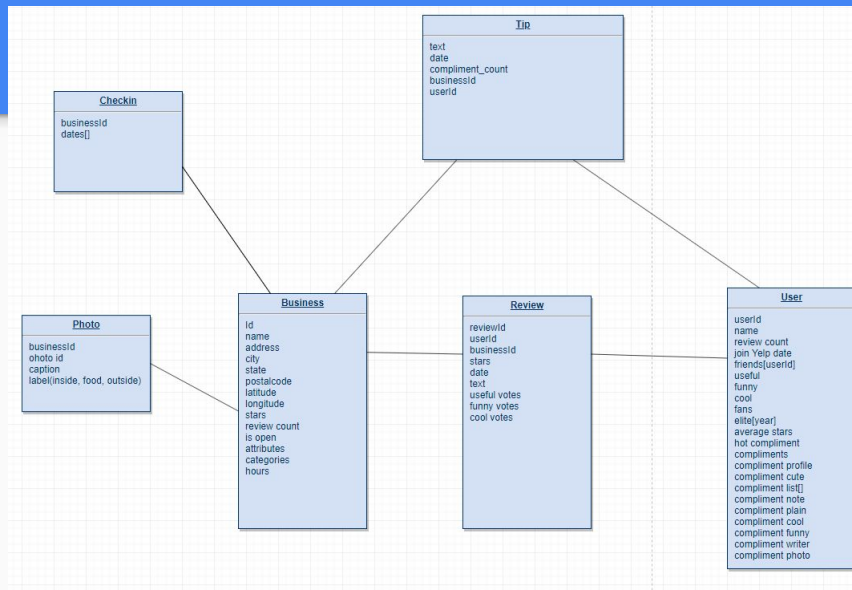 Tip
text
date
compliment_count
businessId
userId
Checkin
businessId
dates[]
Photo
businessId
ohoto id
caption
label(inside, food, outside)
Business
Id
name
address
city
state
postalcode
latitude
longitude
stars
review count
is open
attributes
categories
hours
Review
reviewId
userId
businessId
stars
date
text
useful votes
funny votes
cool votes
User
userId
name
review count
join Yelp date
friends[userId]
useful
funny
cool
fans
elite[year]
average stars
hot compliment
compliments
compliment profile
compliment cute
compliment list[]
compliment note
compliment plain
compliment cool
compliment funny
compliment writer
compliment photo